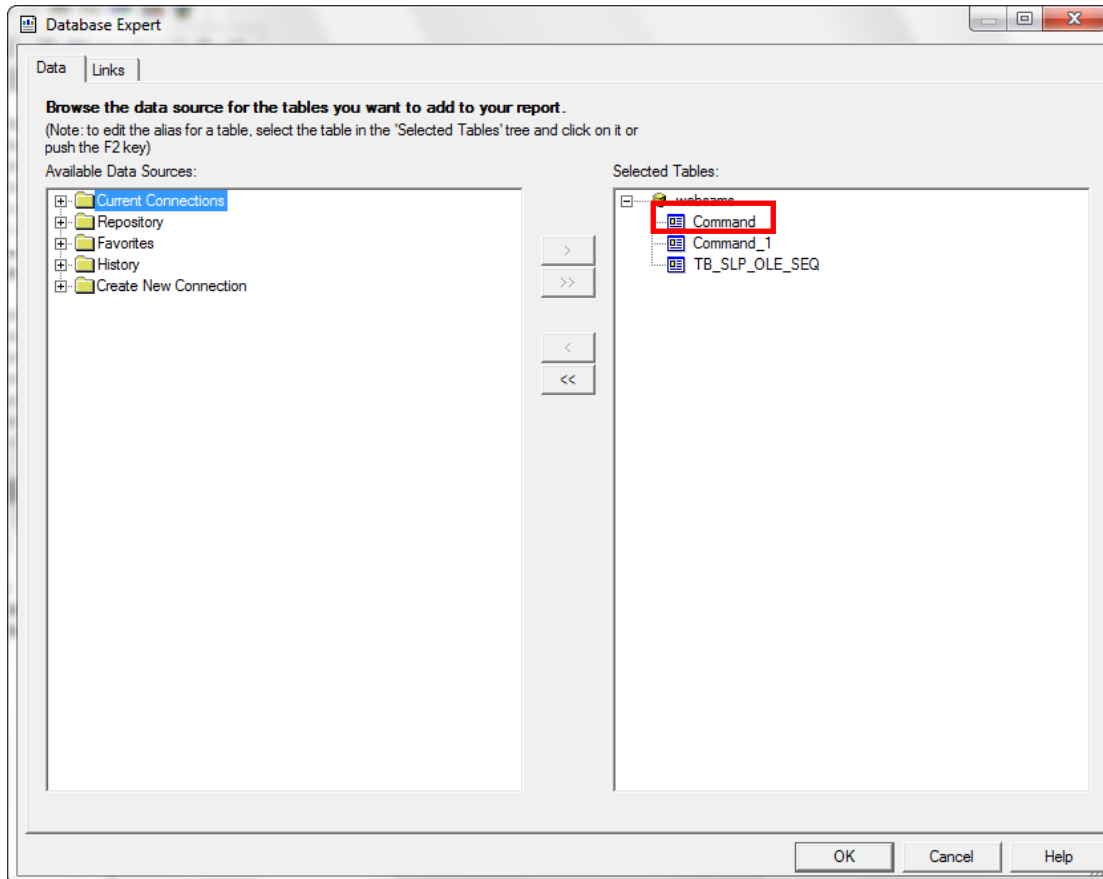 Database Expert
Data
Links
Browse the data source for the tables you want to add to your report.
(Note: to edit the alias for a table, select the table in the 'Selected Tables' tree and click on it or
push the F2 key)
Available Data Sources:
Current Connections
Repository
Favorites
History
Create New Connection
>
>>
<
<<
Selected Tables:
websams
Command
Command_1
TB_SLP_OLE_SEQ
OK
Cancel
Help